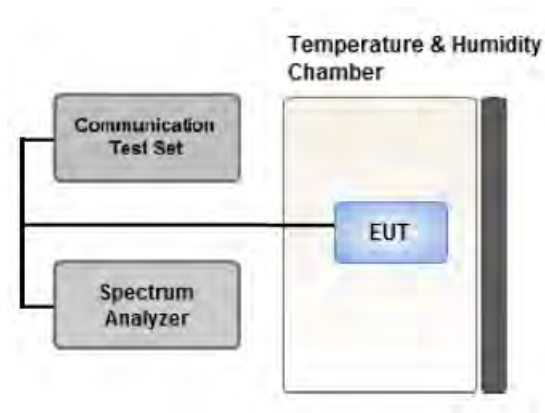 Temperature & Humidity
Chamber
Communication
Test Set
EUT
Spectrum
Analyzer